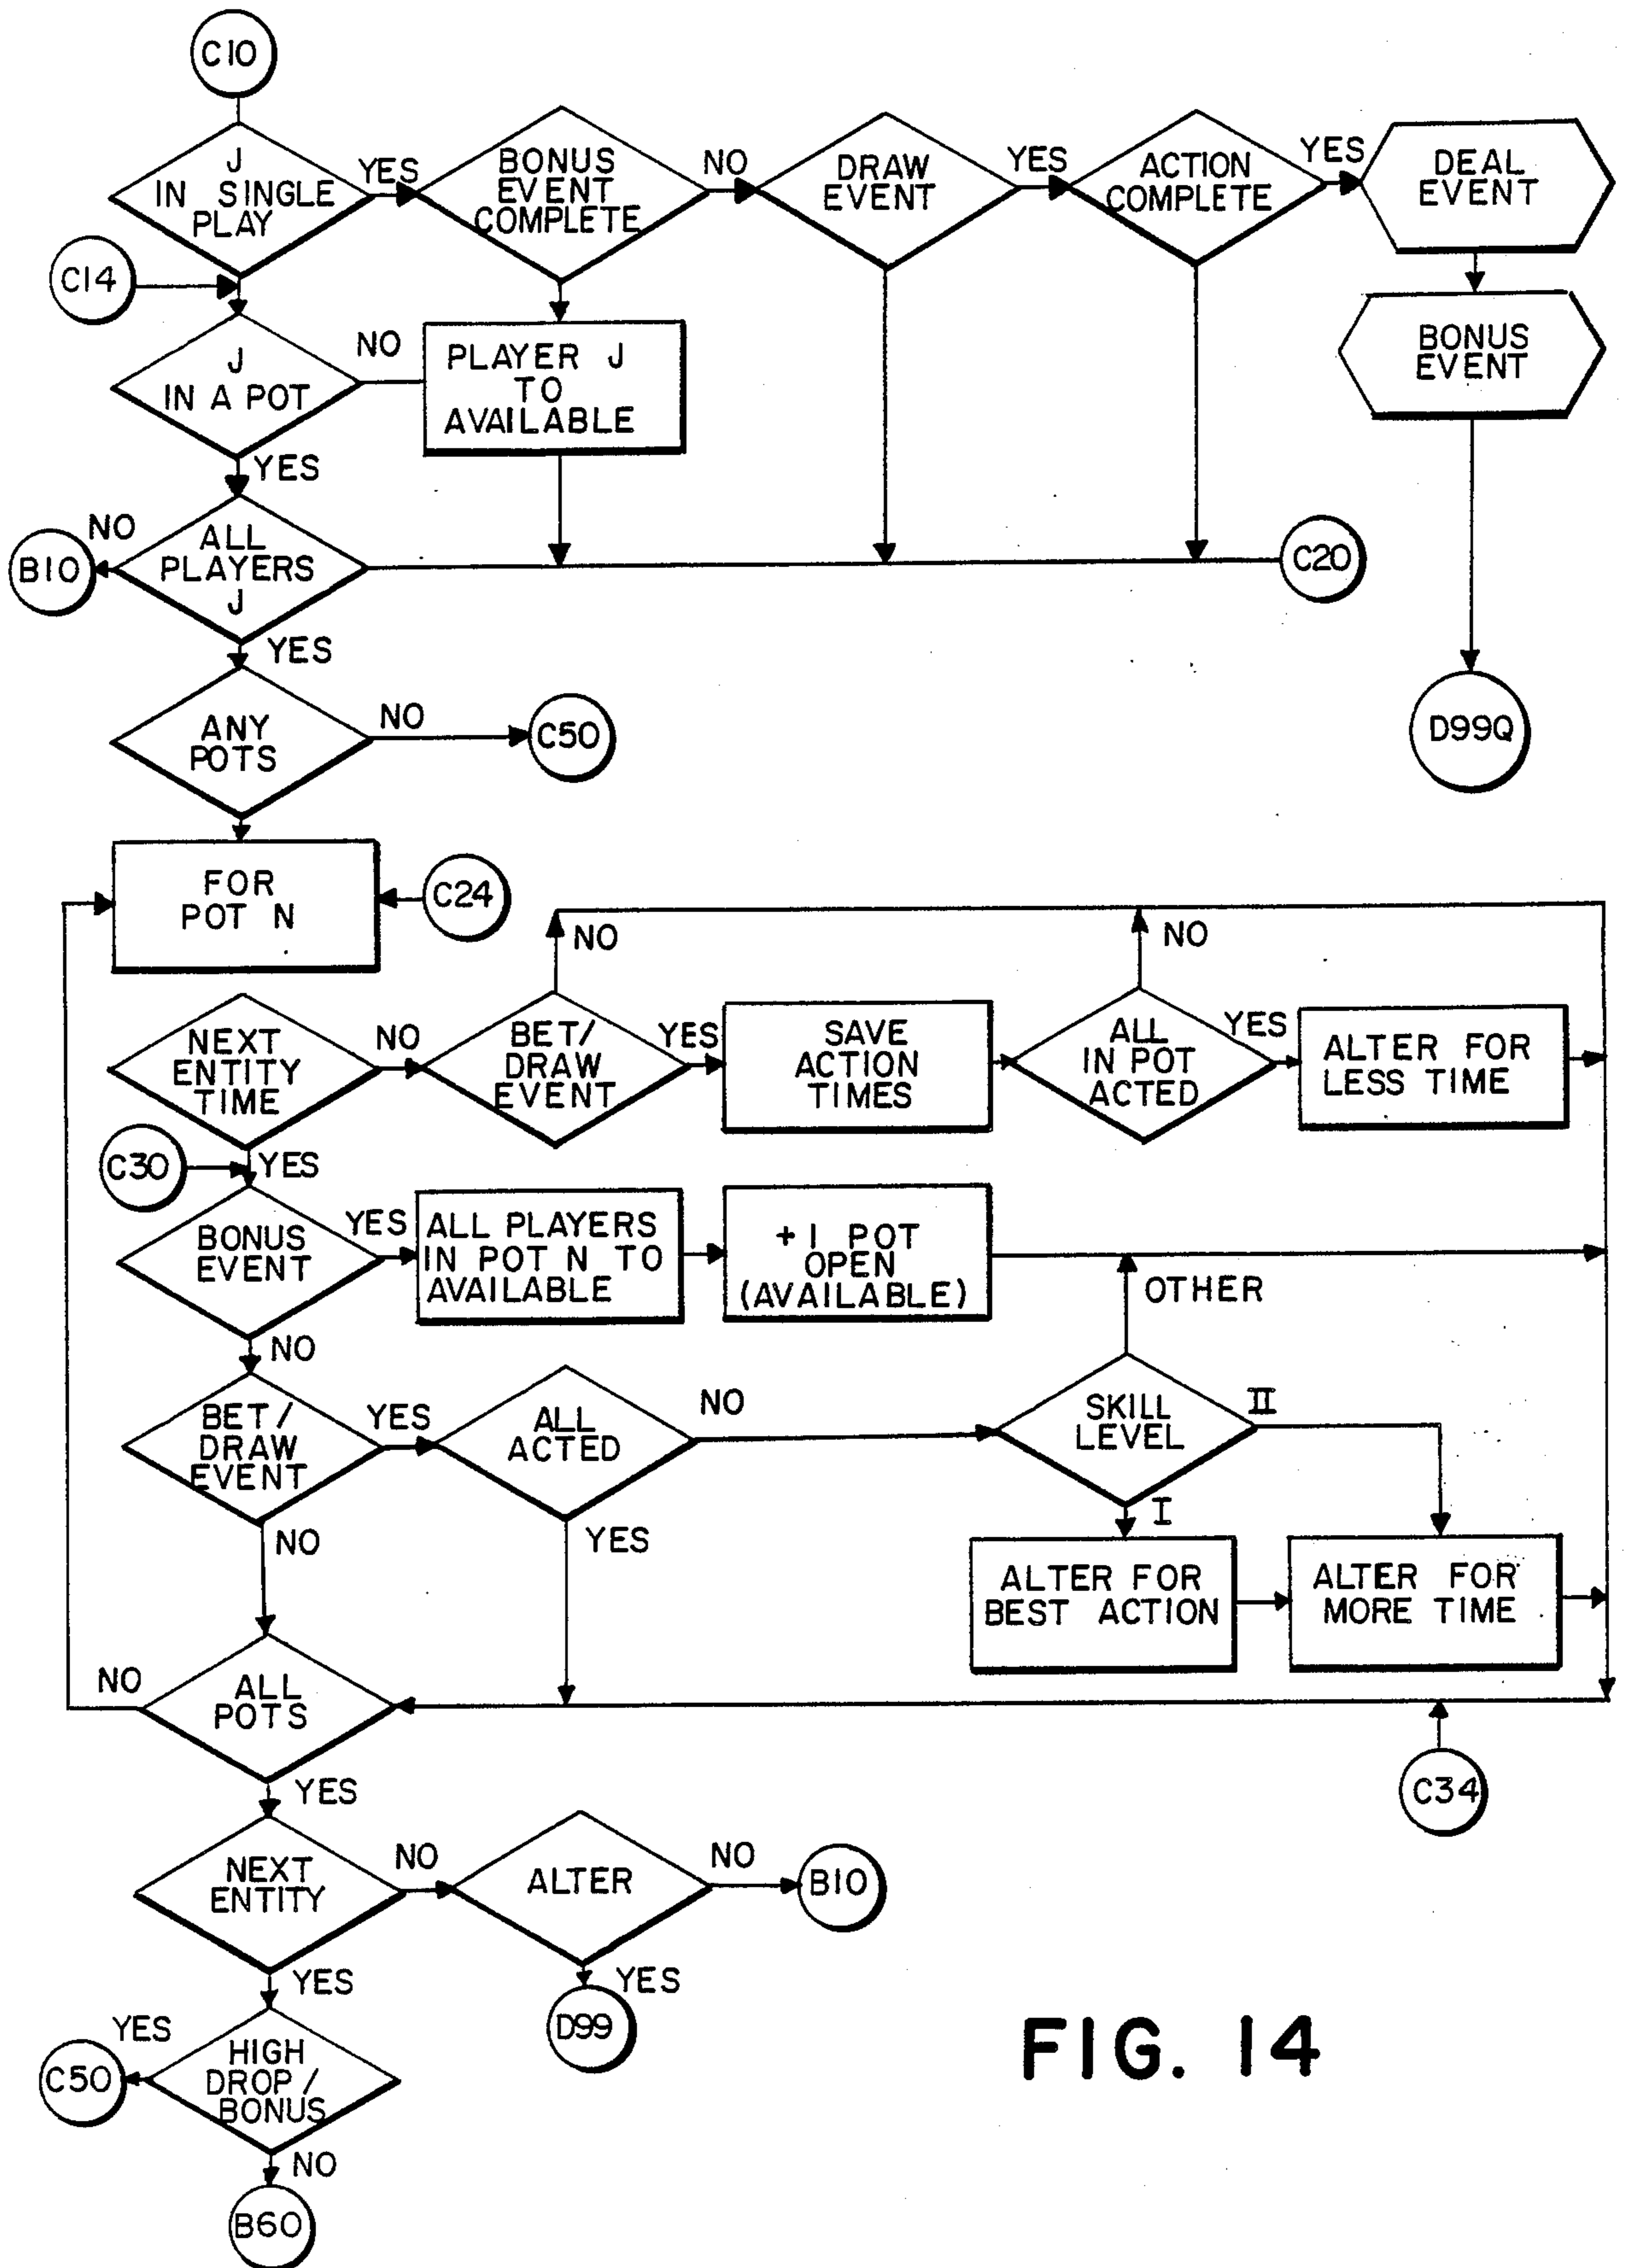 C10
J
IN SINGLE
PLAY
YES
BONUS
EVENT
COMPLETE
NO
DRAW
EVENT
YES
ACTION
COMPLETE
YES
DEAL
EVENT
C14
J
IN A POT
NO
PLAYER J
TO
AVAILABLE
BONUS
EVENT
YES
NO
B10
ALL
PLAYERS
J
C20
YES
ANY
POTS
NO
C50
D99Q
FOR
POT N
C24
NO
NO
NEXT
ENTITY
TIME
NO
BET/
DRAW
EVENT
YES
SAVE
ACTION
TIMES
ALL
IN POT
ACTED
YES
ALTER FOR
LESS TIME
C30
YES
BONUS
EVENT
YES
ALL PLAYERS
IN POT N TO
AVAILABLE
+1 POT
OPEN
(AVAILABLE)
OTHER
NO
BET/
DRAW
EVENT
YES
ALL
ACTED
NO
SKILL
LEVEL
II
NO
YES
I
ALTER FOR
BEST ACTION
ALTER FOR
MORE TIME
NO
ALL
POTS
YES
C34
NEXT
ENTITY
NO
ALTER
NO
B10
YES
YES
D99
YES
C50
HIGH
DROP/
BONUS
NO
B60
FIG. 14